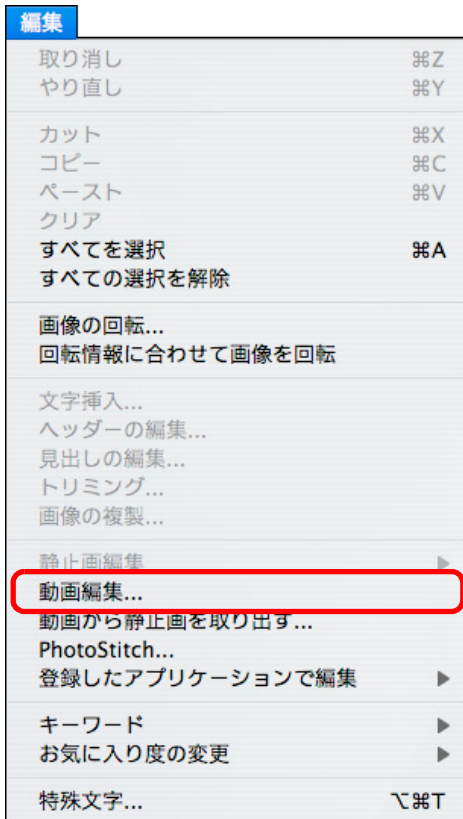 編集
取り消し ⌘Z
やり直し ⌘Y
カット ⌘X
コピー ⌘C
ペースト ⌘V
クリア
すべてを選択 ⌘A
すべての選択を解除
画像の回転...
回転情報に合わせて画像を回転
文字挿入...
ヘッダーの編集...
見出しの編集...
トリミング...
画像の複製...
静止画編集
動画編集...
動画から静止画を取り出す...
PhotoStitch...
登録したアプリケーションで編集
キーワード
お気に入り度の変更
特殊文字... ⌥⌘T